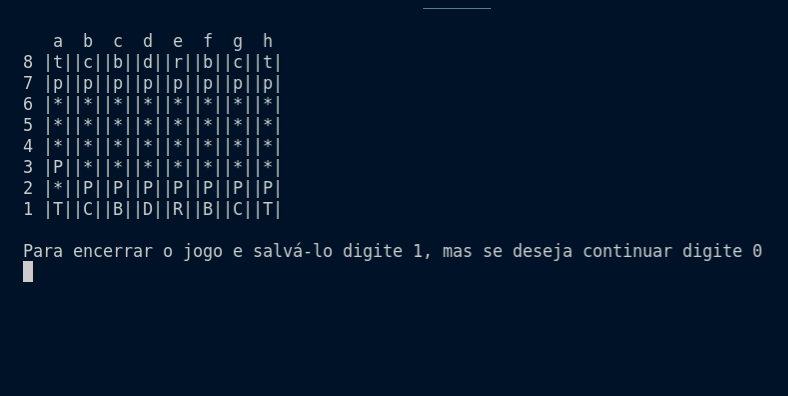 a b c d e f g h
8 |t||c||b||d||r||b||c||t|
7 |p||p||p||p||p||p||p||p|
6 |*||*||*||*||*||*||*||*|
5 |*||*||*||*||*||*||*||*|
4 |*||*||*||*||*||*||*||*|
3 |P||*||*||*||*||*||*||*|
2 |*||P||P||P||P||P||P||P|
1 |T||C||B||D||R||B||C||T|
Para encerrar o jogo e salvá-lo digite 1, mas se deseja continuar digite 0